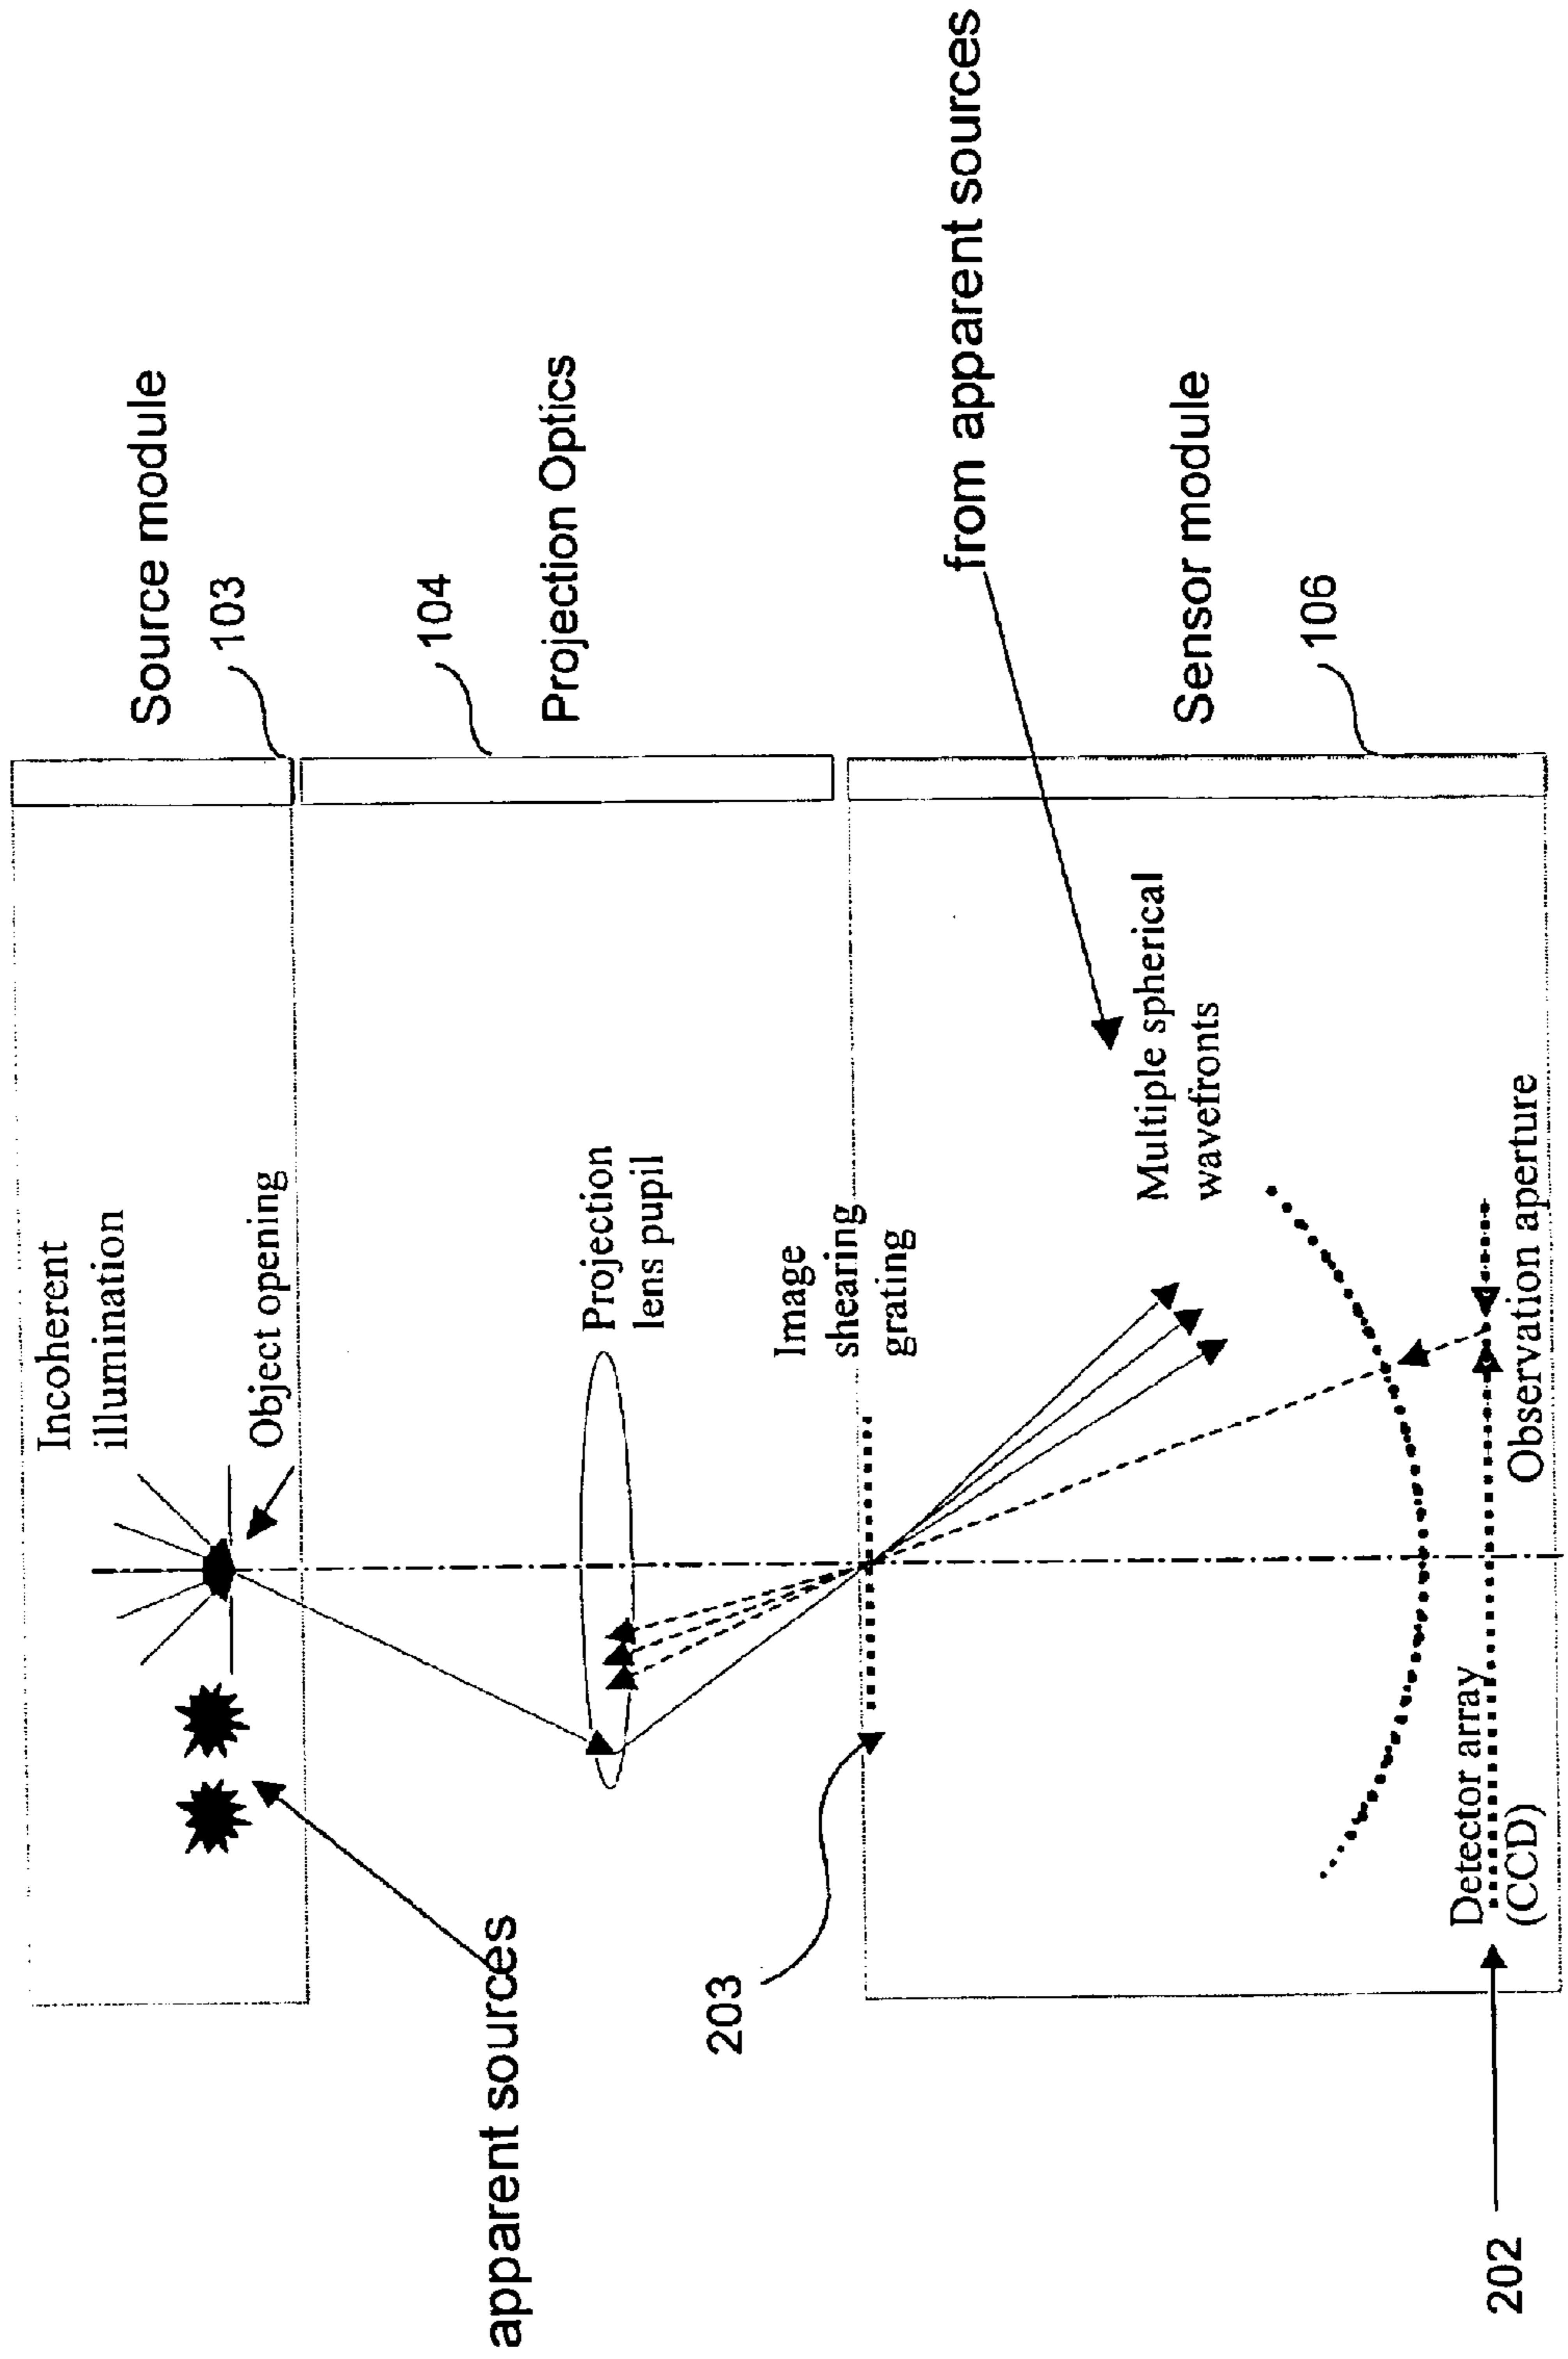 Source module
103
Incoherent
illumination
Object opening
apparent sources
104
Projection Optics
Projection
lens pupil
Image
shearing
grating
203
from apparent sources
Multiple spherical
wavefronts
Sensor module
106
Detector array
(CCD)
Observation aperture
202